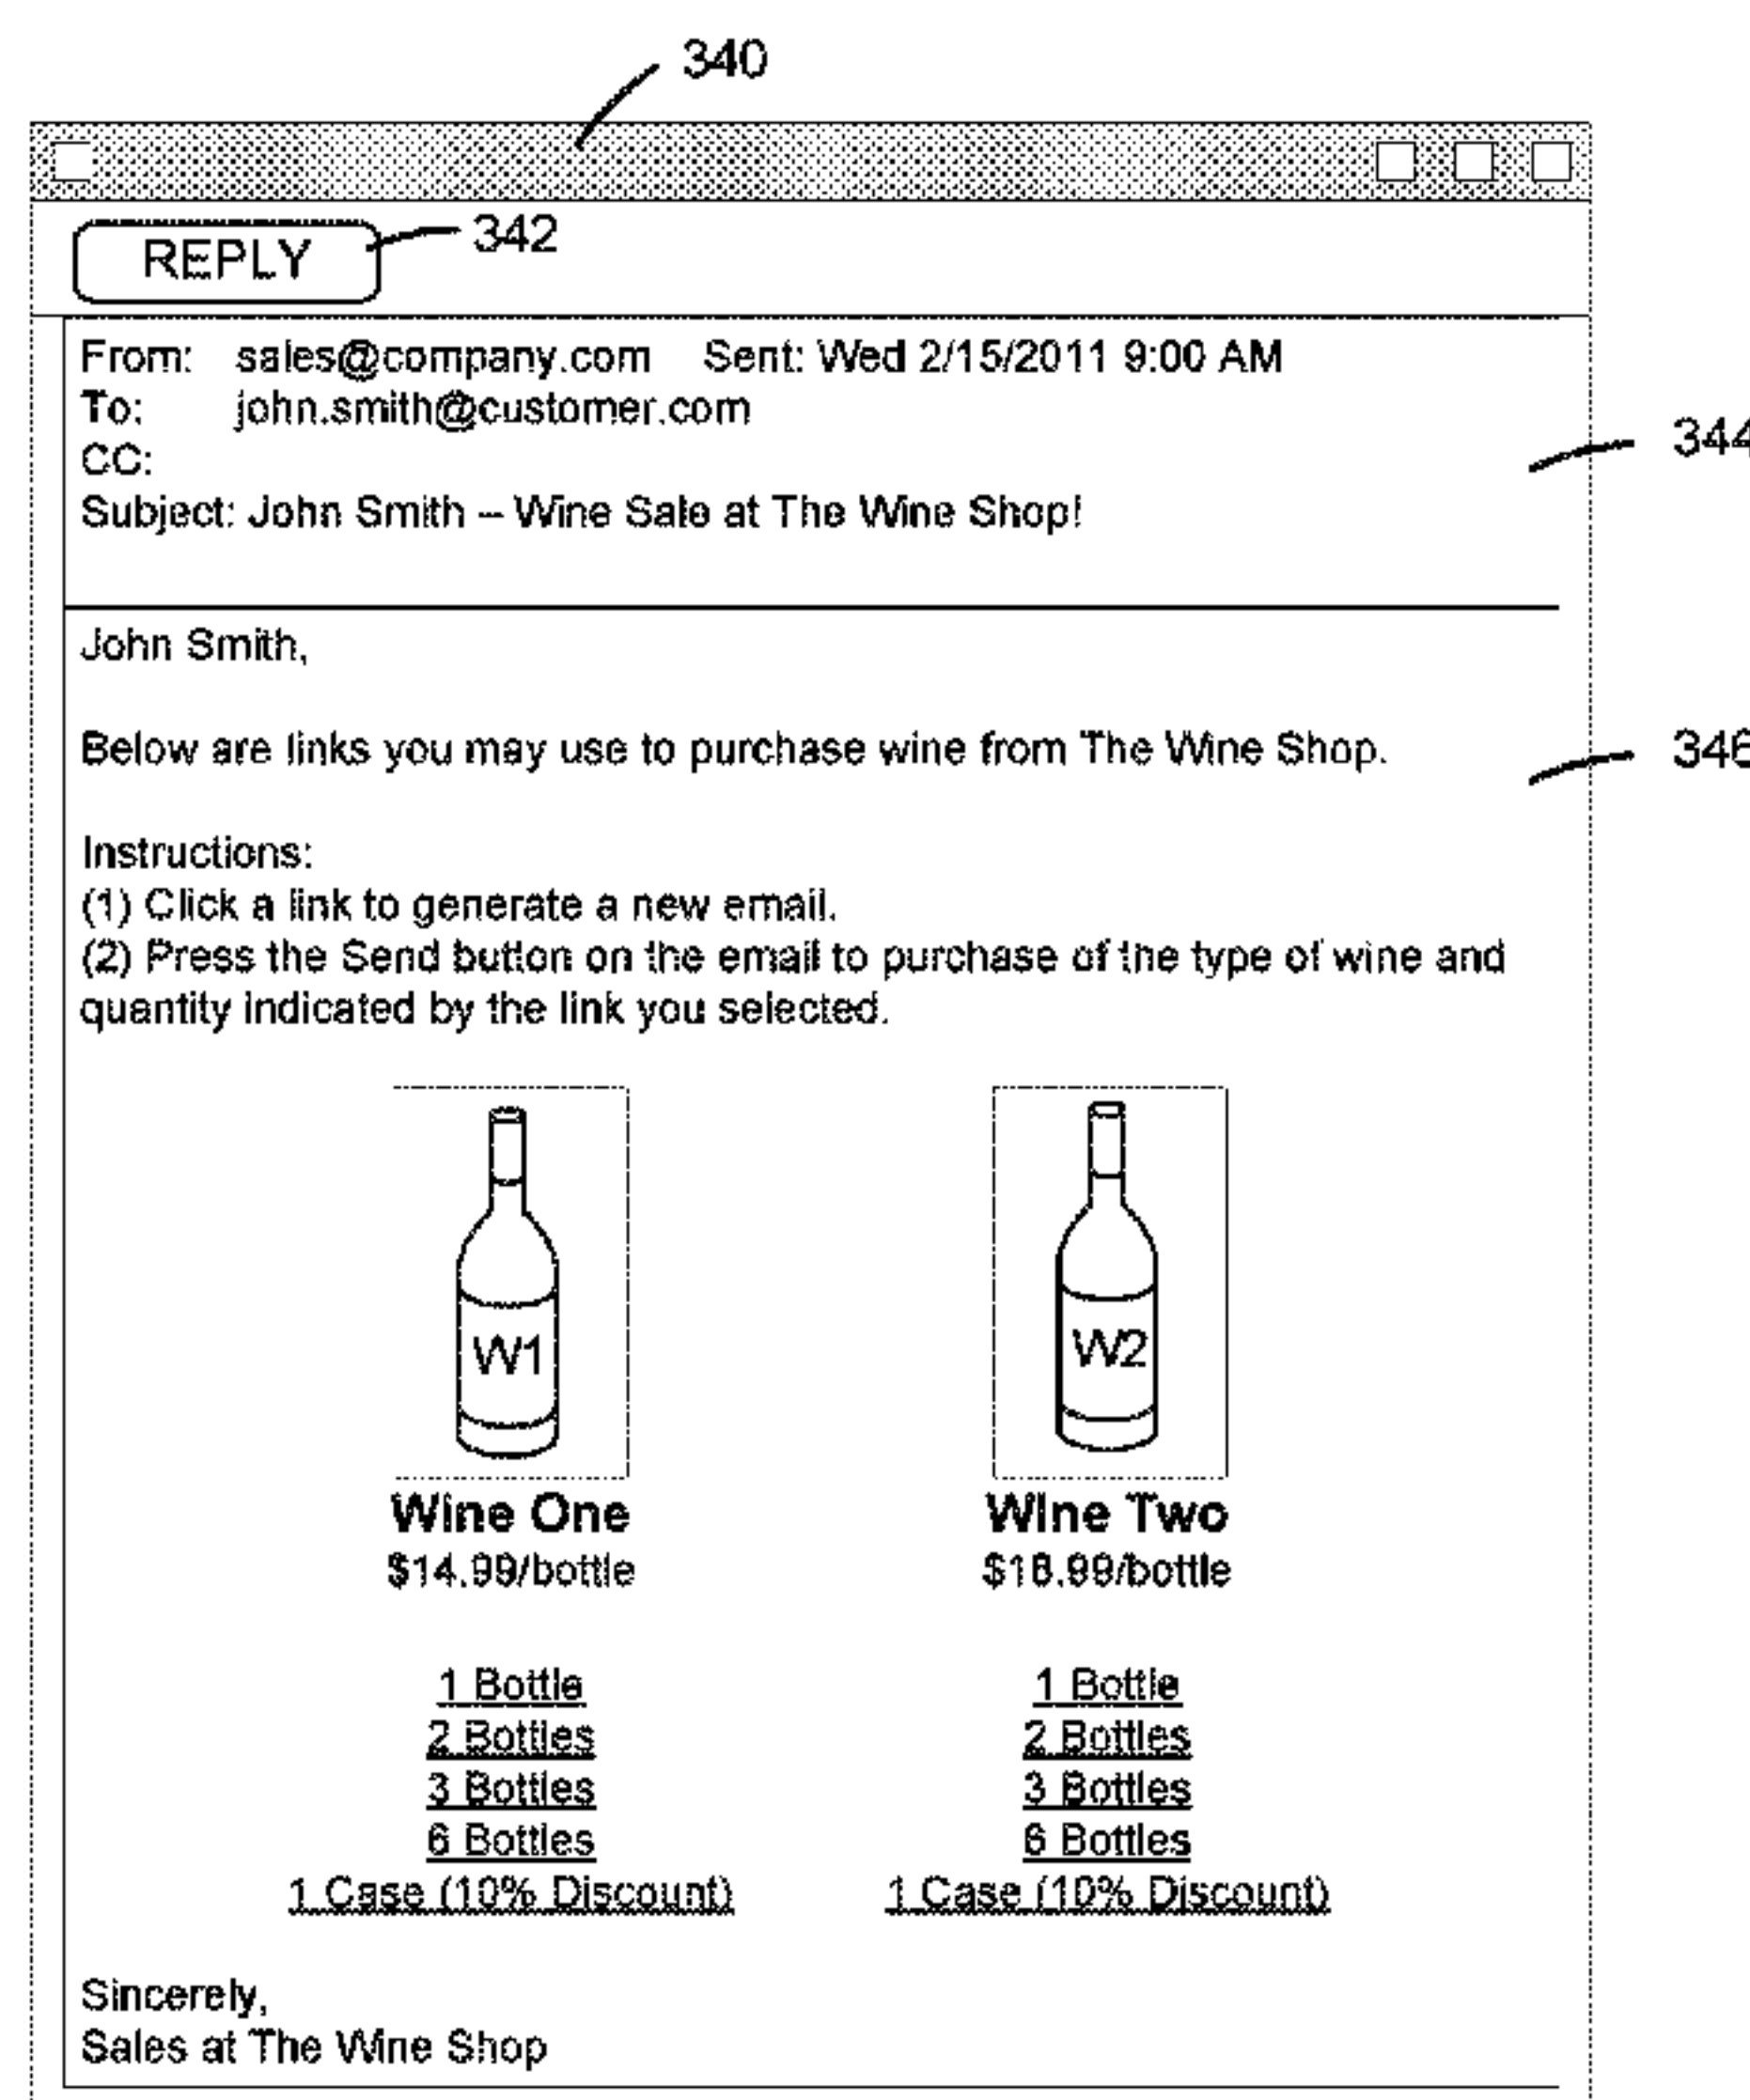 340
REPLY 342
From: sales@company.com Sent: Wed 2/15/2011 9:00 AM
To: john.smith@customer.com
CC:
344
Subject: John Smith – Wine Sale at The Wine Shop!
John Smith,
Below are links you may use to purchase wine from The Wine Shop.
346
Instructions:
(1) Click a link to generate a new email.
(2) Press the Send button on the email to purchase of the type of wine and
quantity indicated by the link you selected.
W1 W2
Wine One Wine Two
$14.99/bottle /bottle
1 Bottle 1 Bottle
2 Bottles 2 Bottles
3 Bottles 3 Bottles
6 Bottles 6 Bottles
1 Case (10% Discount) 1 Case (10% Discount)
Sincerely,
Sales at The Wine Shop